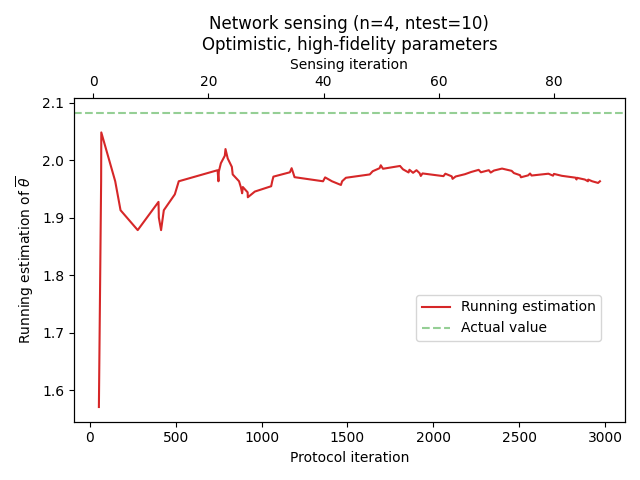 Network sensing (n=4, ntest=10)
Optimistic, high-fidelity parameters
Sensing iteration
0 20 40 60 80
2.1
2.0
1.9
1.8
1.7
1.6
Running estimation of θ̅
Running estimation
Actual value
0 500 1000 1500 2000 2500 3000
Protocol iteration